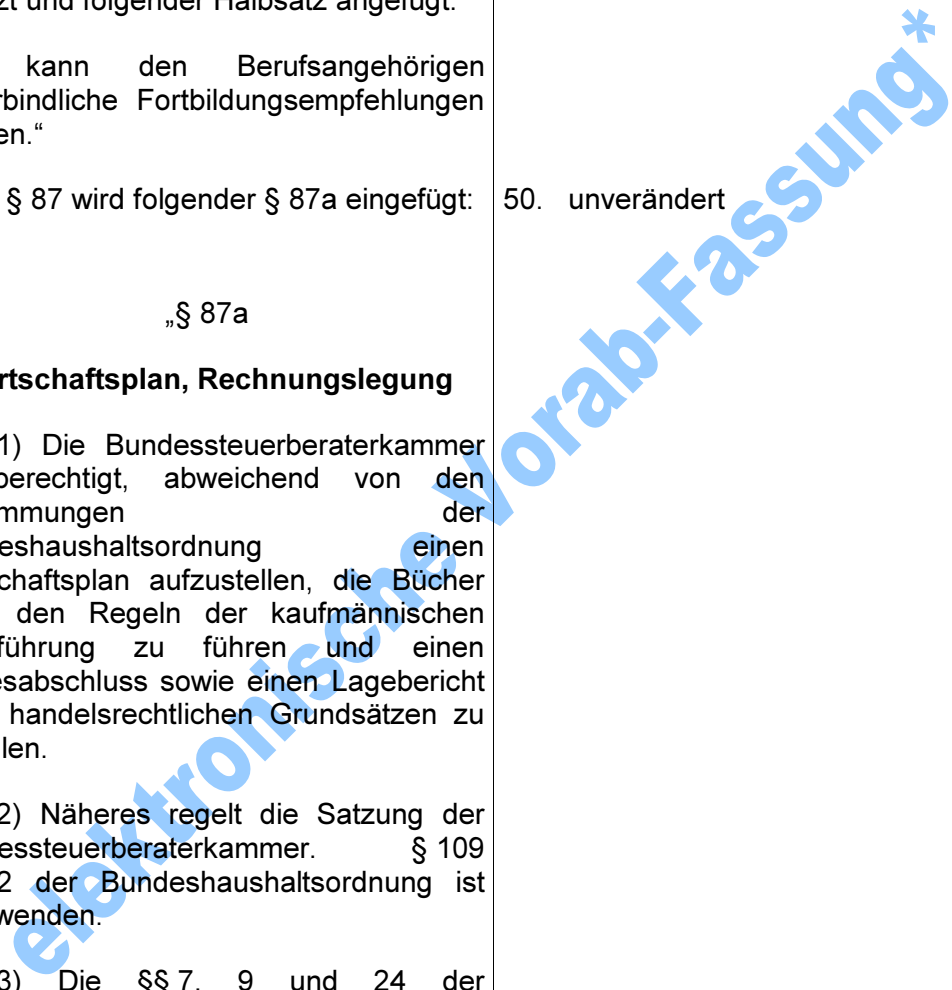 zt und folgender Halbsatz angefügt:
kann den Berufsangehörigen
rbindliche Fortbildungsempfehlungen
en.“
§ 87 wird folgender § 87a eingefügt:
50. unverändert
„§ 87a
rtschaftsplan, Rechnungslegung
1) Die Bundessteuerberaterkammer
berechtigt, abweichend von den
mmungen der
deshaushaltsordnung einen
schaftsplan aufzustellen, die Bücher
den Regeln der kaufmännischen
führung zu führen und einen
esabschluss sowie einen Lagebericht
handelsrechtlichen Grundsätzen zu
llen.
2) Näheres regelt die Satzung der
essteuerberaterkammer. § 109
2 der Bundeshaushaltsordnung ist
wenden.
3) Die §§ 7, 9 und 24 der
elektronische Vorab-Fassung*